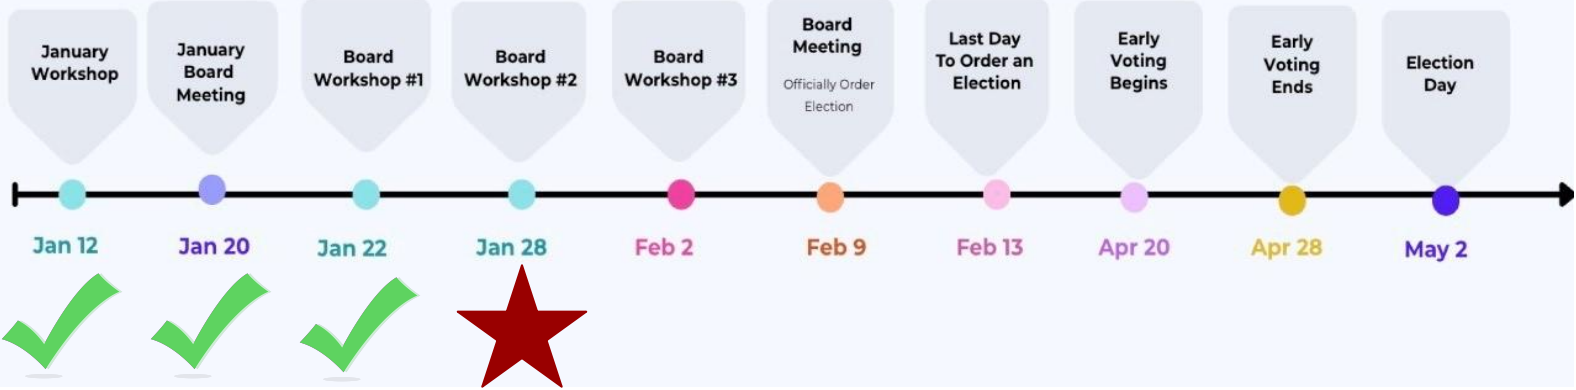 January
Workshop
January
Board
Meeting
Board
Workshop #1
Board
Workshop #2
Board
Workshop #3
Board
Meeting
Officially Order
Election
Last Day
To Order an
Election
Early
Voting
Begins
Early
Voting
Ends
Election
Day
Jan 12
Jan 20
Jan 22
Jan 28
Feb 2
Feb 9
Feb 13
Apr 20
Apr 28
May 2